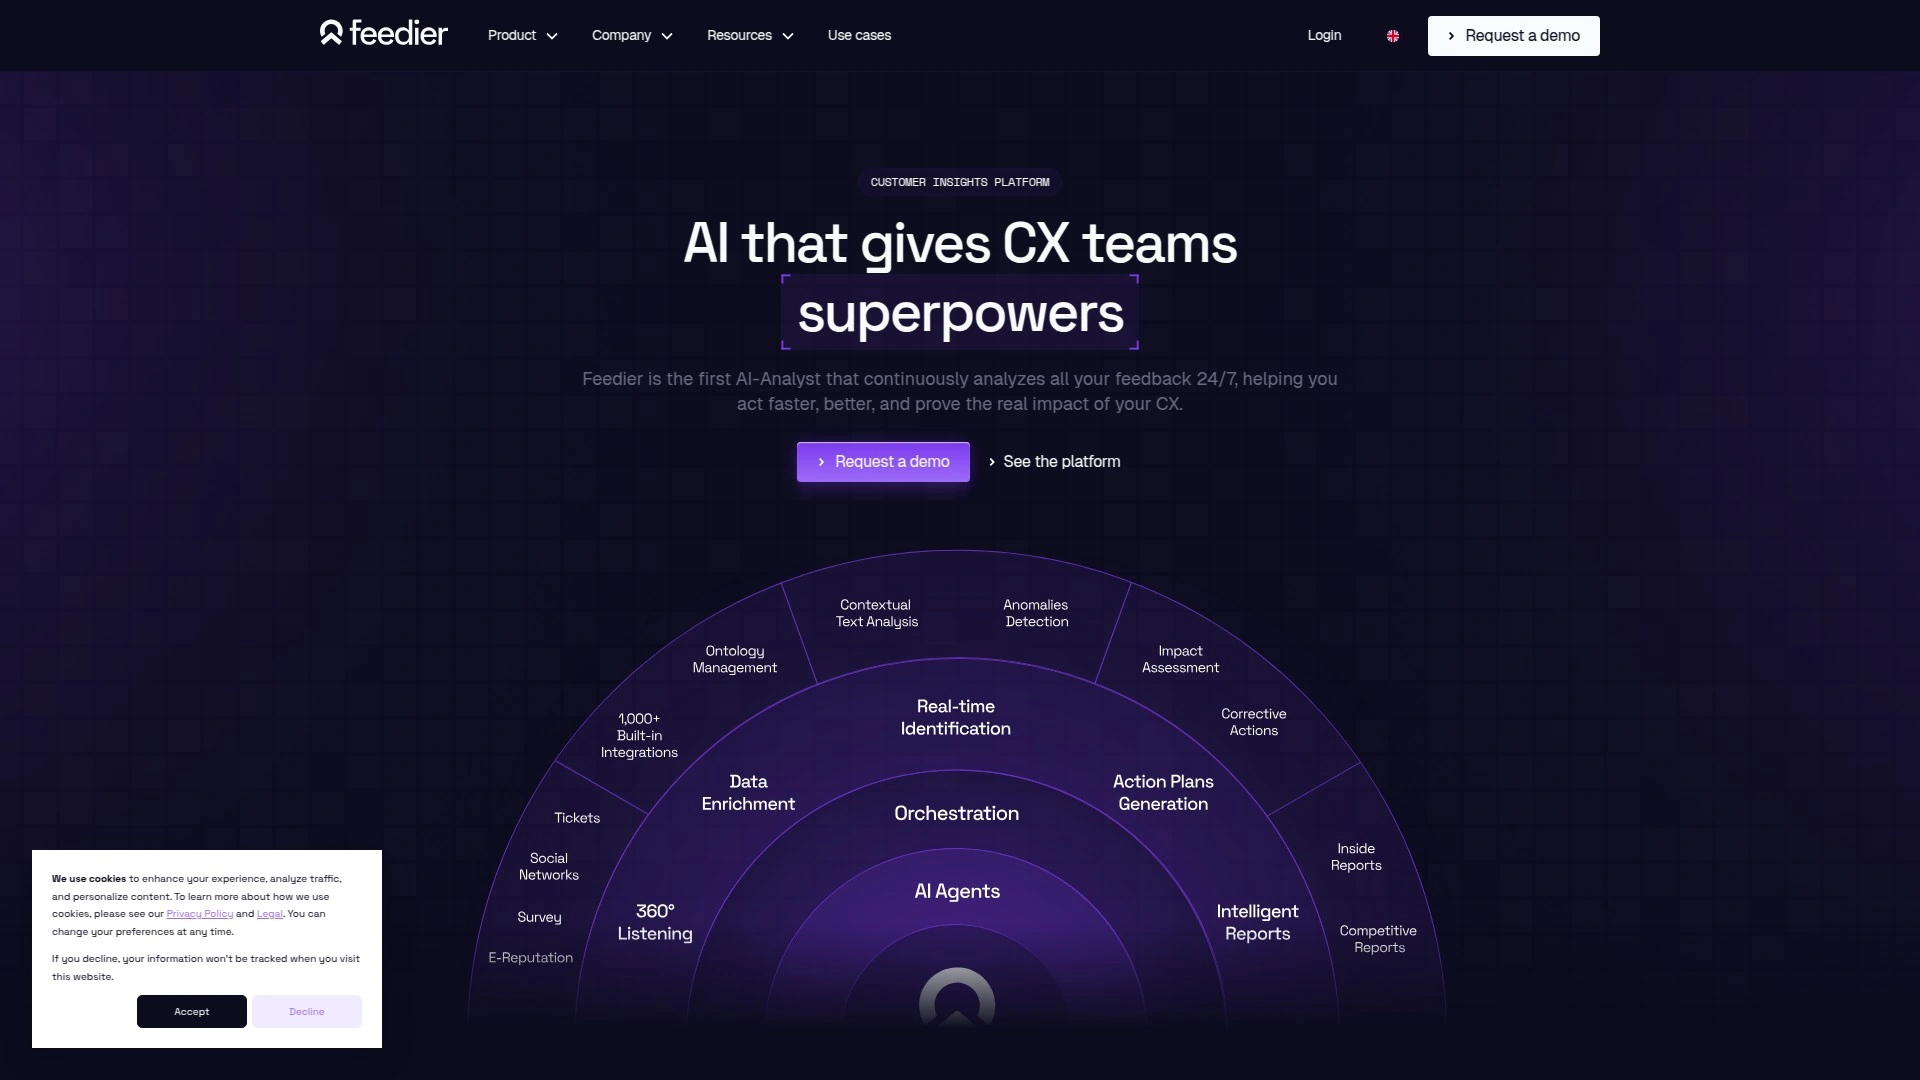 feedier
Product
Company
Resources
Use cases
Login
Request a demo
CUSTOMER INSIGHTS PLATFORM
AI that gives CX teams
superpowers
Feedier is the first AI-Analyst that continuously analyzes all your feedback 24/7, helping you
act faster, better, and prove the real impact of your CX.
Request a demo
See the platform
Contextual
Text Analysis
Anomalies
Detection
Ontology
Management
Impact
Assessment
1,000+
Built-in
Integrations
Corrective
Actions
Real-time
Identification
Data
Enrichment
Action Plans
Generation
Orchestration
Tickets
Social
Networks
Survey
E-Reputation
Inside
Reports
Competitive
Reports
AI Agents
360°
Listening
Intelligent
Reports
We use cookies to enhance your experience, analyze traffic,
and personalize content. To learn more about how we use
cookies, please see our Privacy Policy and Legal. You can
change your preferences at any time.
If you decline, your information won't be tracked when you visit
this website.
Accept
Decline